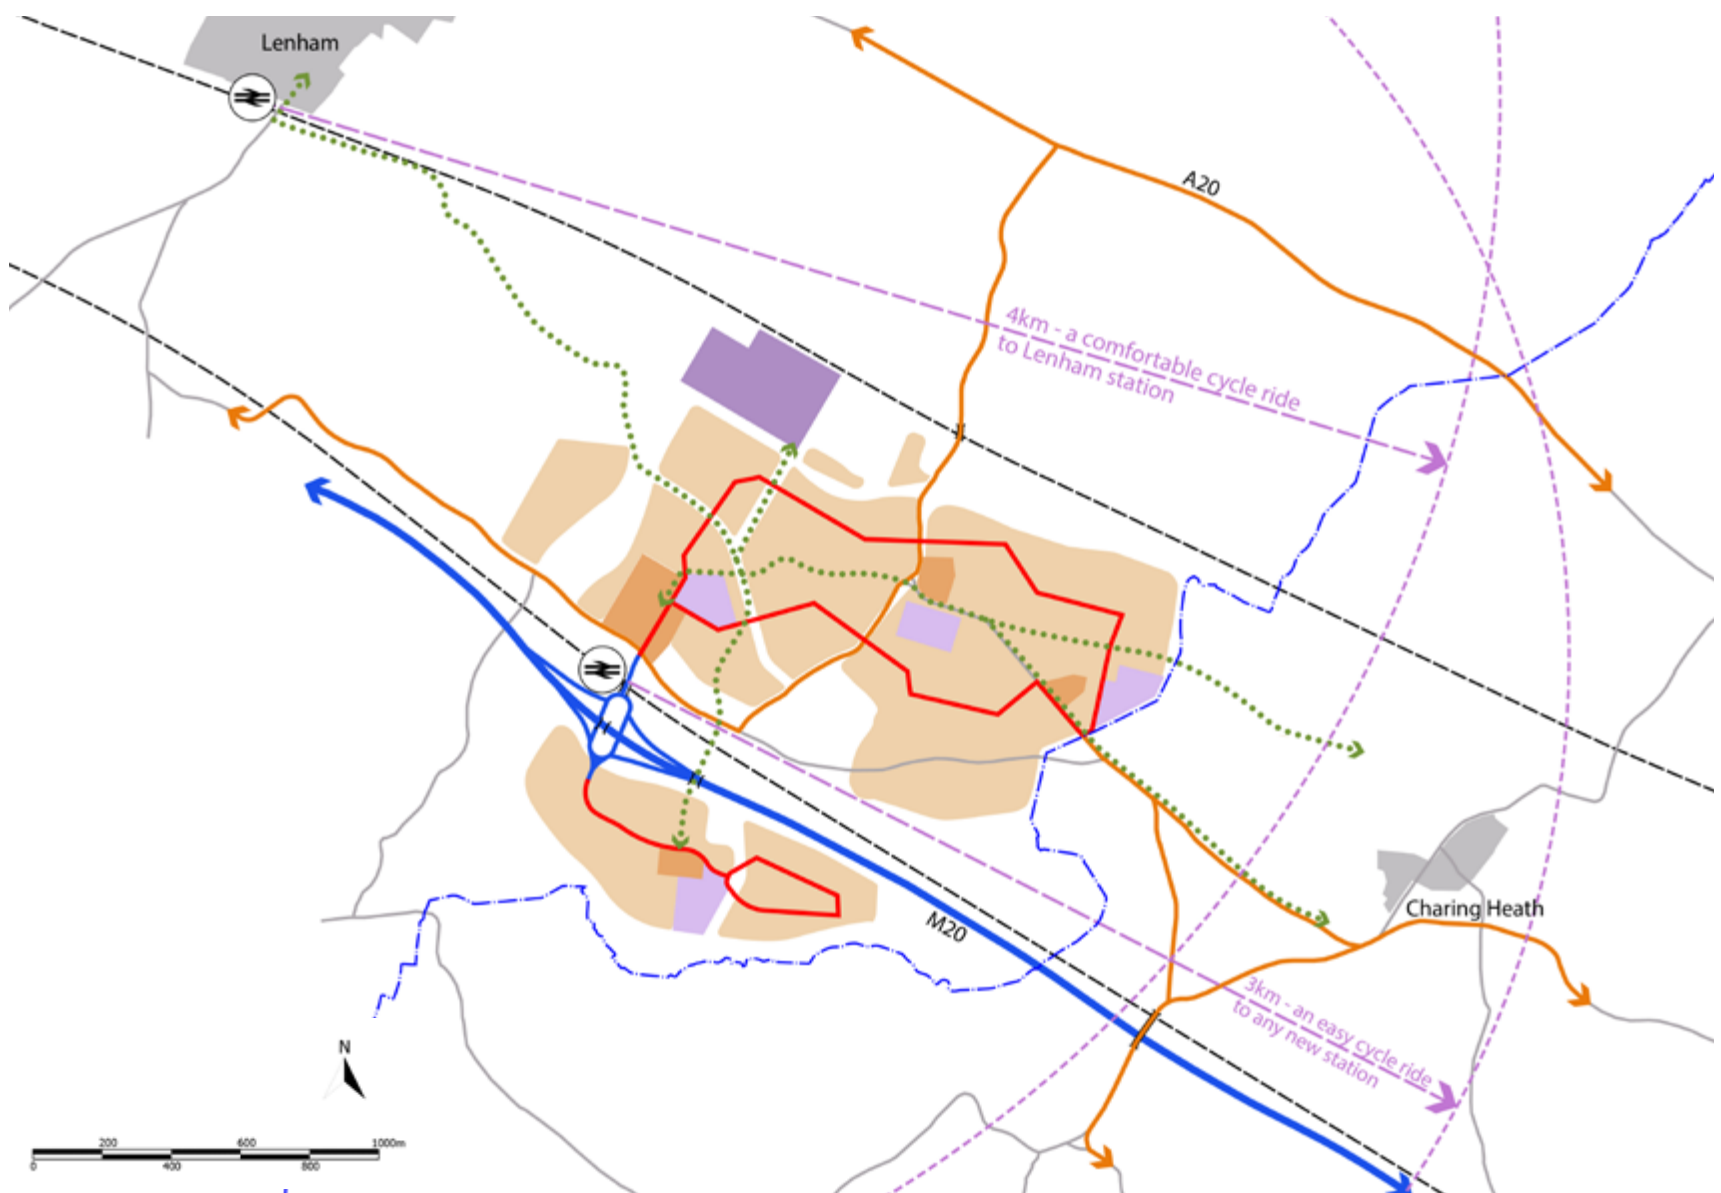 Lenham
A20
4km - a comfortable cycle ride
to Lenham station
Charing Heath
M20
3km - an easy cycle ride
to any new station
N
200
600
1000m
0
400
800